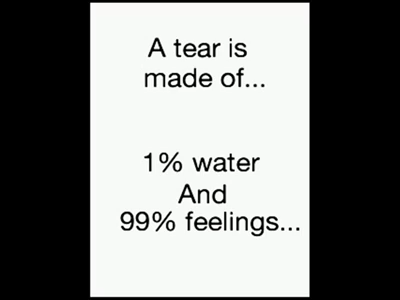 A tear is
made of...
1% water
And
99% feelings...